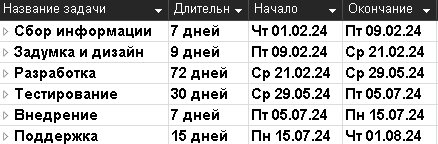 Название задачи Длительн Начало Окончание
Сбор информации 7 дней Чт 01.02.24 Пт 09.02.24
Задумка и дизайн 9 дней Пт 09.02.24 Ср 21.02.24
Разработка 72 дней Ср 21.02.24 Ср 29.05.24
Тестирование 30 дней Ср 29.05.24 Пт 05.07.24
Внедрение 7 дней Пт 05.07.24 Пн 15.07.24
Поддержка 15 дней Пн 15.07.24 Чт 01.08.24